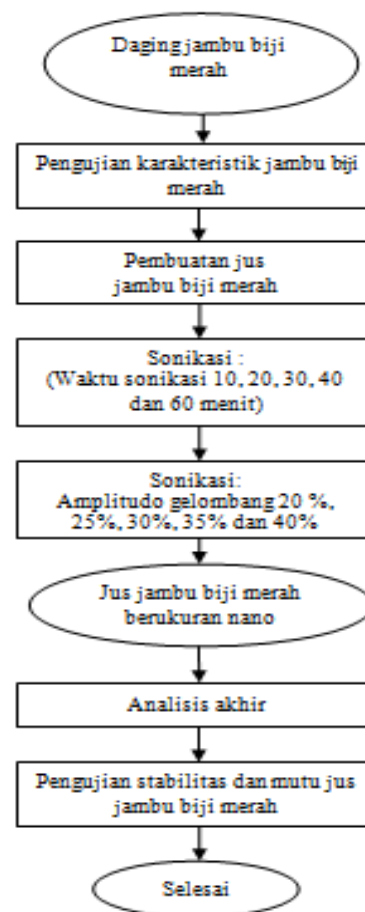 Daging jambu biji
merah
Pengujian karakteristik jambu biji
merah
Pembuatan jus
jambu biji merah
Sonikasi :
(Waktu sonikasi 10, 20, 30, 40
dan 60 menit)
Sonikasi:
Amplitudo gelombang 20 %,
25%, 30%, 35% dan 40%
Jus jambu biji merah
berukuran nano
Analisis akhir
Pengujian stabilitas dan mutu jus
jambu biji merah
Selesai